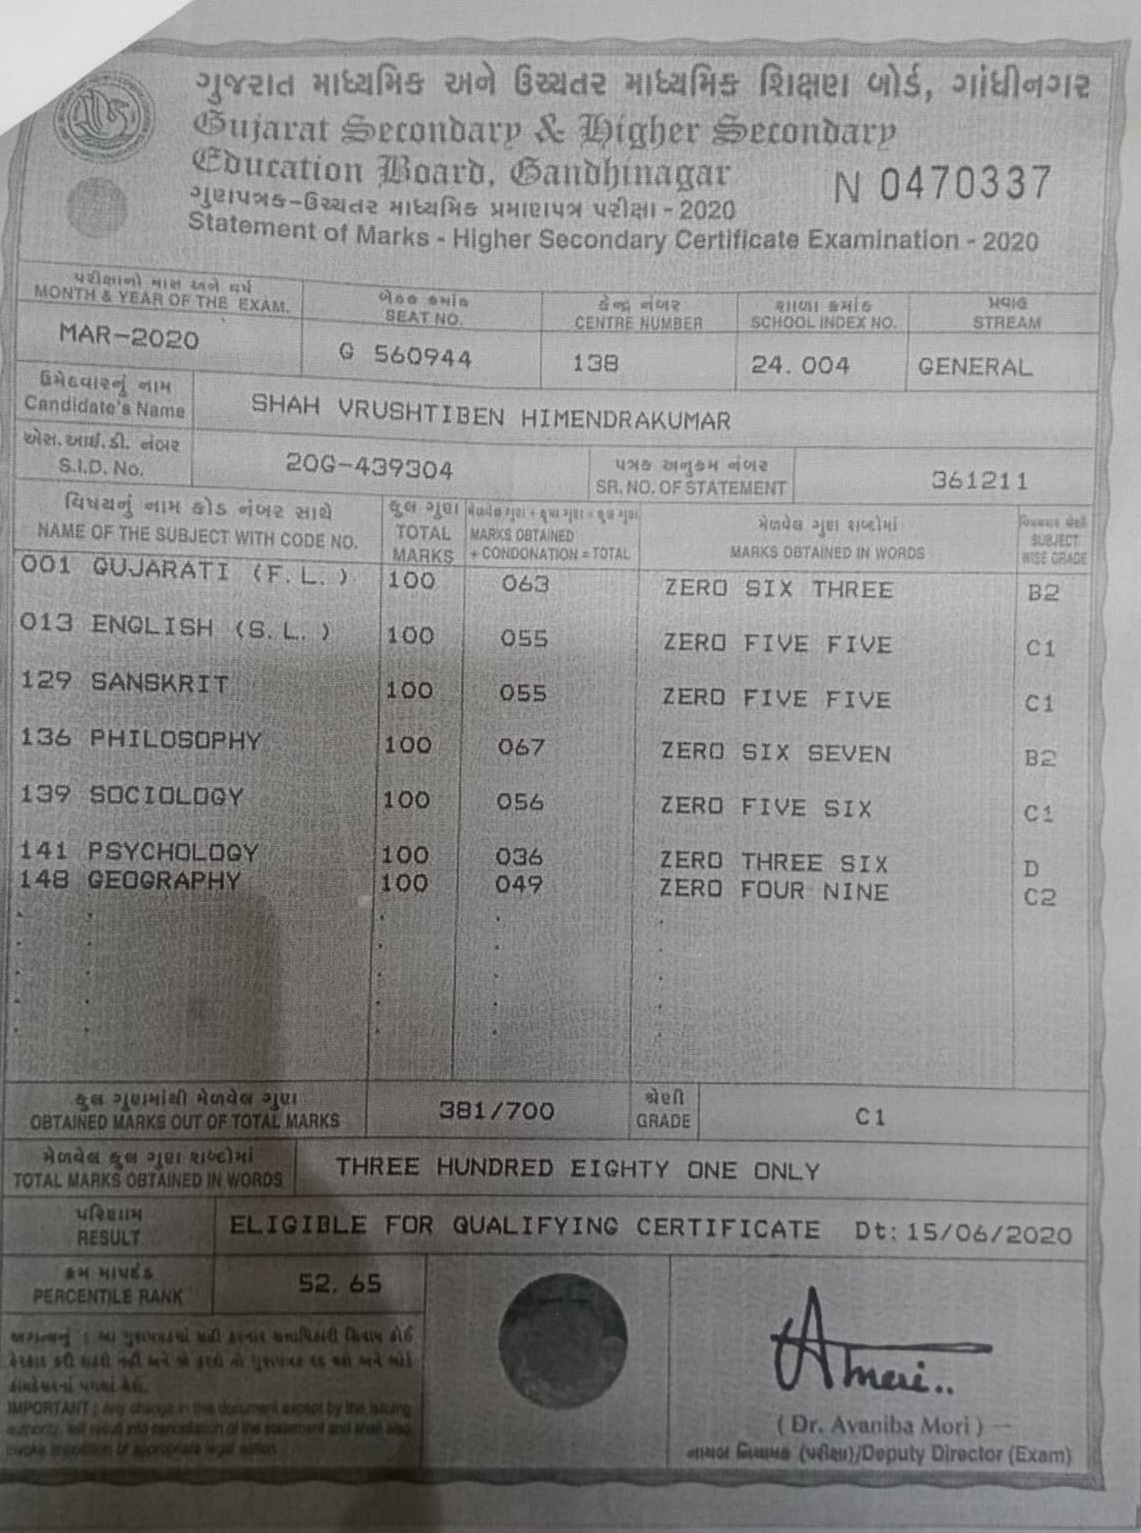 ગુજરાત માધ્યમિક અને ઉચ્ચતર માધ્યમિક શિક્ષણ બોર્ડ, ગાંધીનગર
Gujarat Secondary & Higher Secondary
Education Board, Gandhinagar
N 0470337
ગુણપત્રક-ઉચ્ચતર માધ્યમિક પ્રમાણપત્ર પરીક્ષા - 2020
Statement of Marks - Higher Secondary Certificate Examination - 2020
પરીક્ષાનો માસ અને વર્ષ બેઠક ક્રમાંક કેન્દ્ર નંબર શાળા ક્રમાંક પ્રવાહ
MONTH & YEAR OF THE EXAM. SEAT NO. CENTRE NUMBER SCHOOL INDEX NO. STREAM
MAR-2020 G 560944 138 24.004 GENERAL
ઉમેદવારનું નામ
Candidate's Name SHAH VRUSHTIBEN HIMENDRAKUMAR
એસ.આઈ.ડી. નંબર પત્રક અનુક્રમ નંબર
S.I.D. No. 20G-439304 SR. NO. OF STATEMENT 361211
વિષયનું નામ કોડ નંબર સાથે કુલ ગુણ મેળવેલ ગુણ + કૃપા ગુણ = કુલ ગુણ મેળવેલ ગુણ શબ્દોમાં
NAME OF THE SUBJECT WITH CODE NO. TOTAL MARKS MARKS OBTAINED + CONDONATION = TOTAL MARKS OBTAINED IN WORDS SUBJECT WISE GRADE
001 GUJARATI (F.L.) 100 063 ZERO SIX THREE B2
013 ENGLISH (S.L.) 100 055 ZERO FIVE FIVE C1
129 SANSKRIT 100 055 ZERO FIVE FIVE C1
136 PHILOSOPHY 100 067 ZERO SIX SEVEN B2
139 SOCIOLOGY 100 056 ZERO FIVE SIX C1
141 PSYCHOLOGY 100 036 ZERO THREE SIX D
148 GEOGRAPHY 100 049 ZERO FOUR NINE C2
કુલ ગુણમાંથી મેળવેલ ગુણ શ્રેણી
OBTAINED MARKS OUT OF TOTAL MARKS 381/700 GRADE C1
મેળવેલ કુલ ગુણ શબ્દોમાં
TOTAL MARKS OBTAINED IN WORDS THREE HUNDRED EIGHTY ONE ONLY
પરિણામ
RESULT ELIGIBLE FOR QUALIFYING CERTIFICATE Dt: 15/06/2020
PERCENTILE RANK 52.65
IMPORTANT : Any change in this document except by the issuing
authority, will result into cancellation of the statement and shall also
invoke imposition of appropriate legal action.
( Dr. Avaniba Mori )
નાયબ નિયામક (પરીક્ષા)/Deputy Director (Exam)